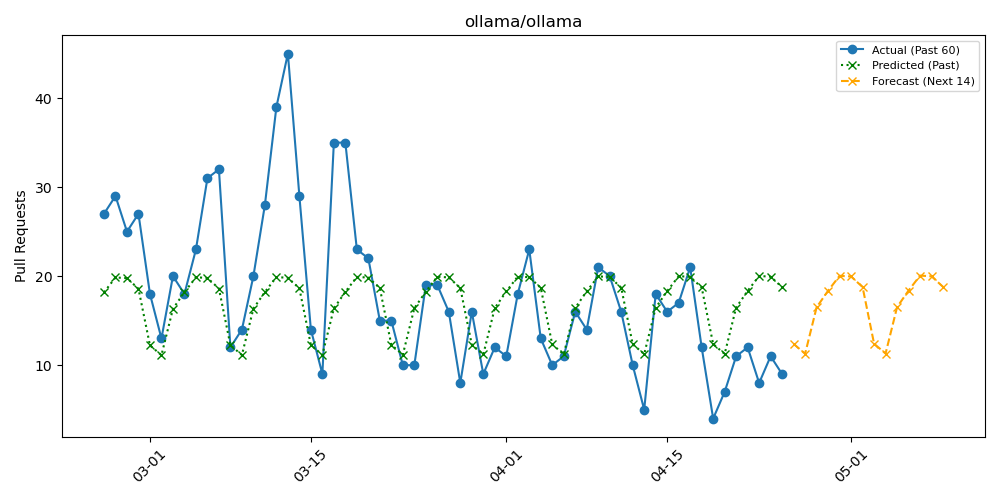 ollama/ollama
Actual (Past 60)
Predicted (Past)
Forecast (Next 14)
Pull Requests
40
30
20
10
03-01
03-15
04-01
04-15
05-01